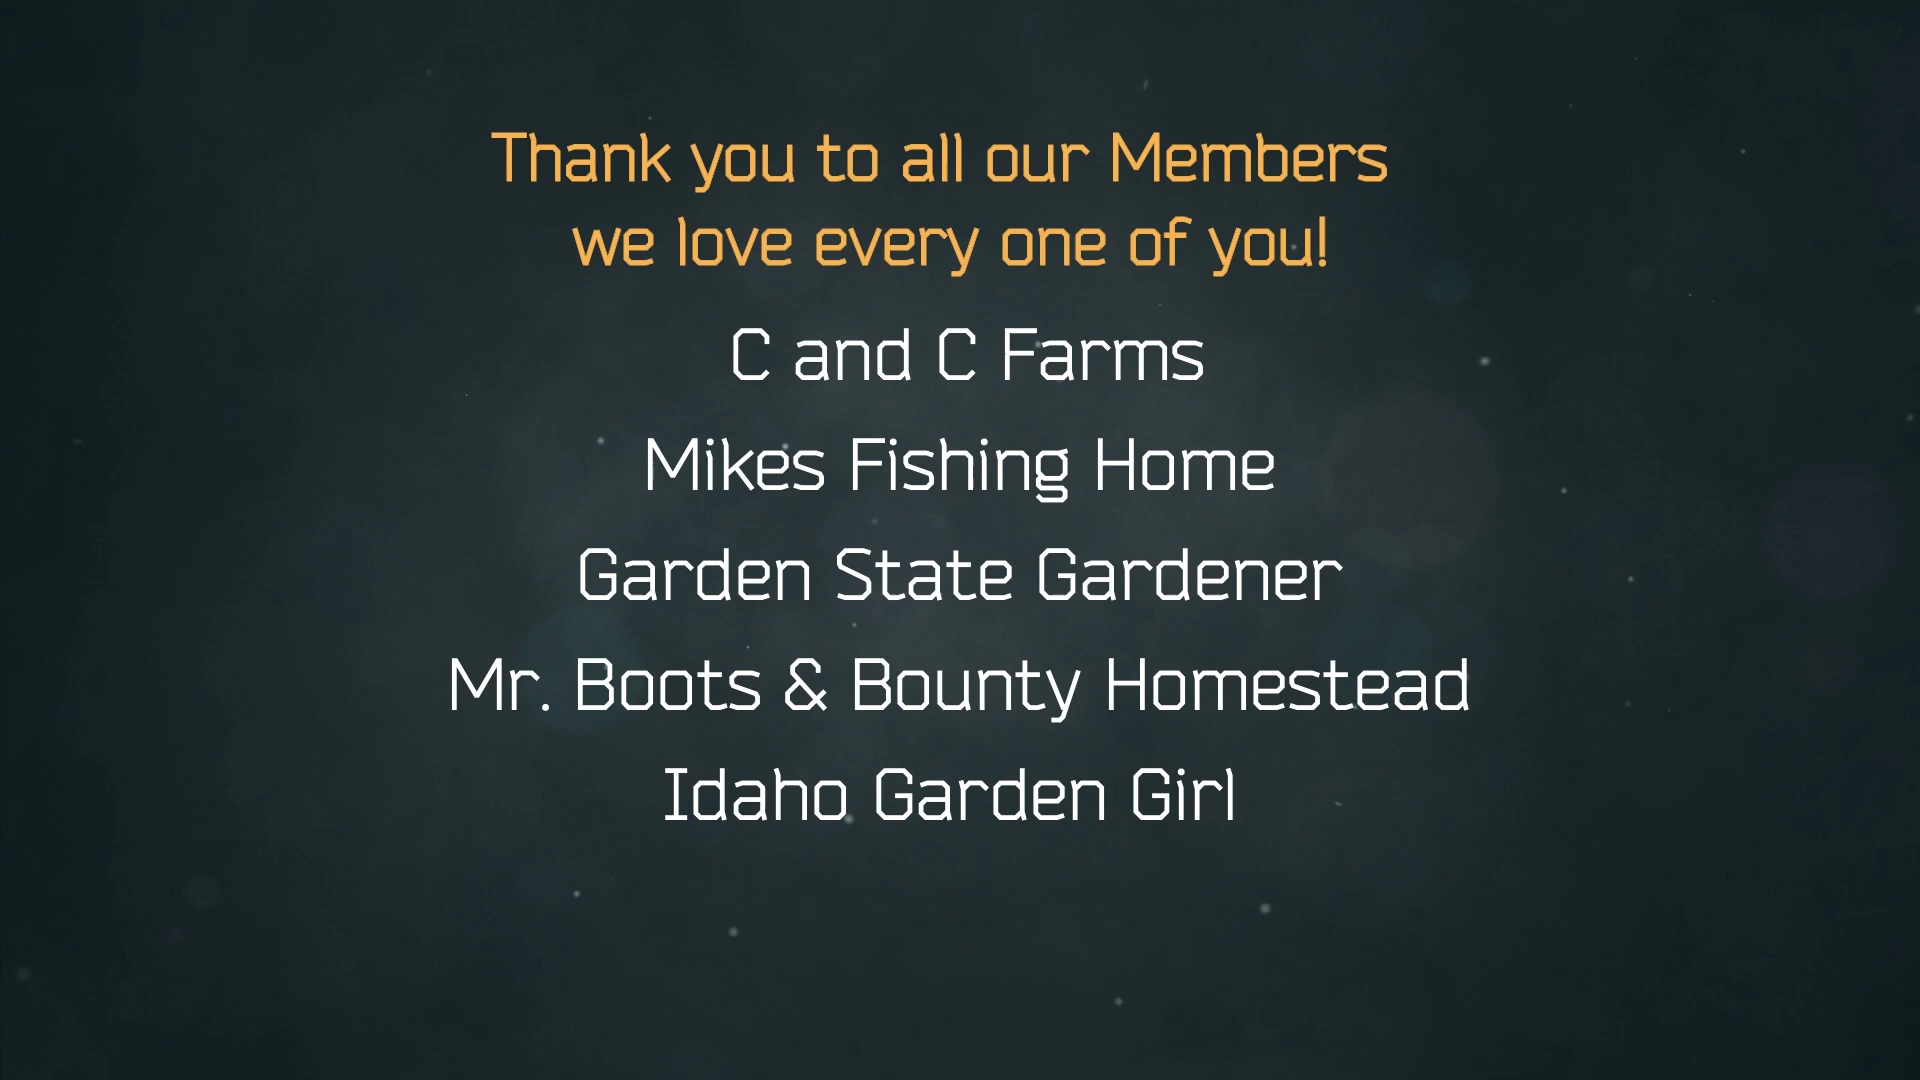 Thank you to all our Members
we love every one of you!
C and C Farms
Mikes Fishing Home
Garden State Gardener
Mr. Boots & Bounty Homestead
Idaho Garden Girl